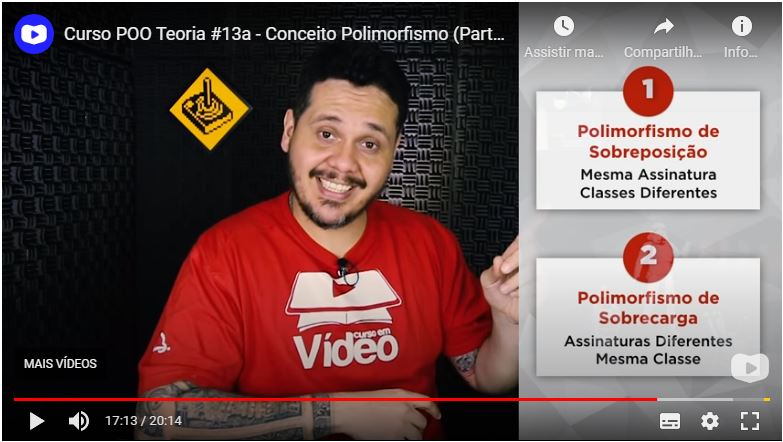 Curso POO Teoria #13a - Conceito Polimorfismo (Part...
Assistir ma...
Compartilh...
Info...
1
Polimorfismo de
Sobreposição
Mesma Assinatura
Classes Diferentes
2
Polimorfismo de
Sobrecarga
Assinaturas Diferentes
Mesma Classe
curso em
Vídeo
MAIS VÍDEOS
17:13 / 20:14